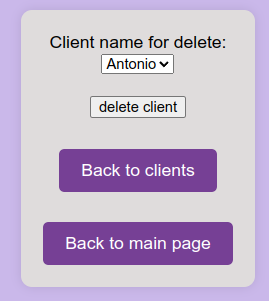 Client name for delete:
Antonio
delete client
Back to clients
Back to main page